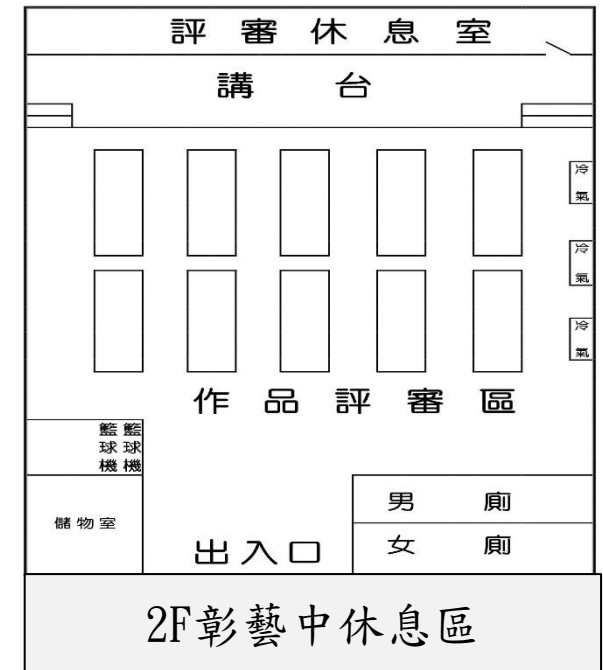 評審休息室
講台
冷氣
冷氣
冷氣
作品評審區
籃球機
籃球機
儲物室
男廁
女廁
出入口
2F彰藝中休息區